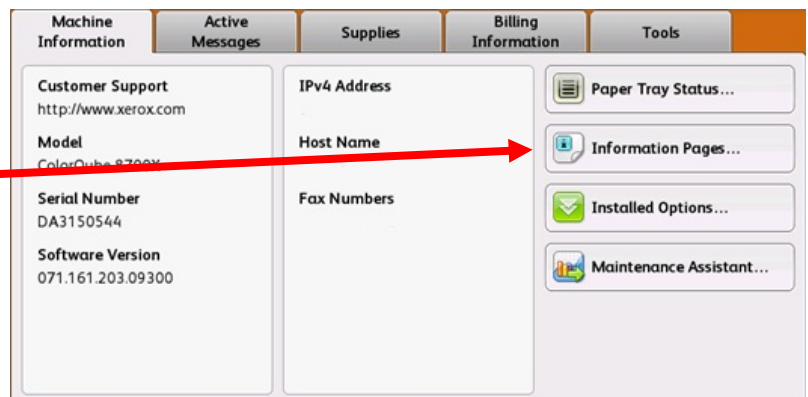 Machine
Information
Active
Messages
Supplies
Billing
Information
Tools
Customer Support
http://www.xerox.com
Model
ColorQube 8700X
Serial Number
DA3150544
Software Version
071.161.203.09300
IPv4 Address
Host Name
Fax Numbers
Paper Tray Status...
Information Pages...
Installed Options...
Maintenance Assistant...